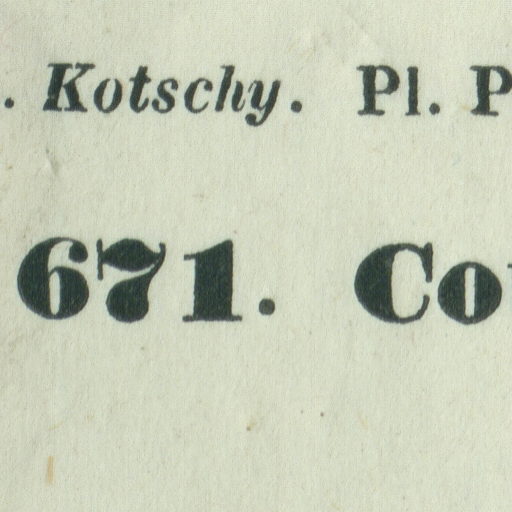 . Kotschy. Pl. P
671. Co